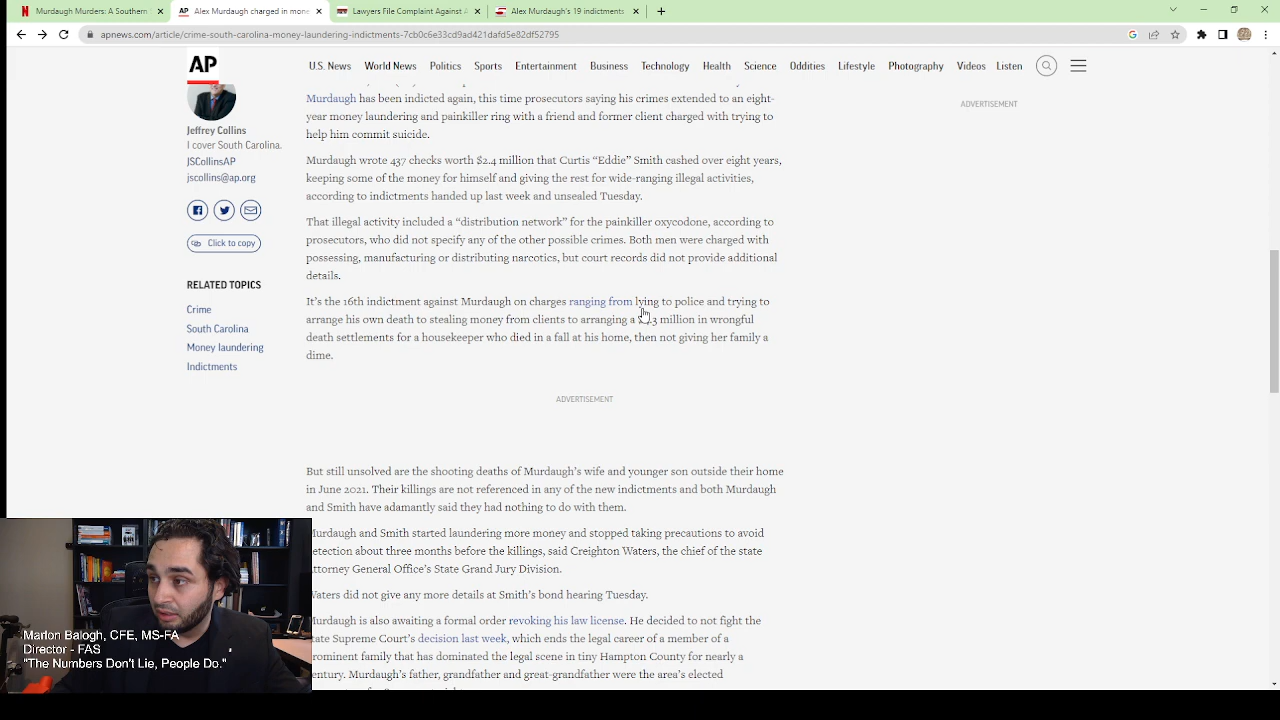 Murdaugh Murders: A Southern S
Alex Murdaugh charged in mone
Lawyers File Complaint Against A
Alex Murdaugh's 19 indictments
apnews.com/article/crime-south-carolina-money-laundering-indictments-7cb0c6e33cd9ad421dafd5e82df52795
AP
U.S. News World News Politics Sports Entertainment Business Technology Health Science Oddities Lifestyle Photography Videos Listen
ADVERTISEMENT
Jeffrey Collins
I cover South Carolina.
JSCollinsAP
jscollins@ap.org
Click to copy
RELATED TOPICS
Crime
South Carolina
Money laundering
Indictments
Murdaugh has been indicted again, this time prosecutors saying his crimes extended to an eight-
year money laundering and painkiller ring with a friend and former client charged with trying to
help him commit suicide.
Murdaugh wrote 437 checks worth $2.4 million that Curtis “Eddie” Smith cashed over eight years,
keeping some of the money for himself and giving the rest for wide-ranging illegal activities,
according to indictments handed up last week and unsealed Tuesday.
That illegal activity included a “distribution network” for the painkiller oxycodone, according to
prosecutors, who did not specify any of the other possible crimes. Both men were charged with
possessing, manufacturing or distributing narcotics, but court records did not provide additional
details.
It’s the 16th indictment against Murdaugh on charges ranging from lying to police and trying to
arrange his own death to stealing money from clients to arranging a .3 million in wrongful
death settlements for a housekeeper who died in a fall at his home, then not giving her family a
dime.
ADVERTISEMENT
But still unsolved are the shooting deaths of Murdaugh’s wife and younger son outside their home
in June 2021. Their killings are not referenced in any of the new indictments and both Murdaugh
and Smith have adamantly said they had nothing to do with them.
Murdaugh and Smith started laundering more money and stopped taking precautions to avoid
detection about three months before the killings, said Creighton Waters, the chief of the state
Attorney General Office’s State Grand Jury Division.
Waters did not give any more details at Smith’s bond hearing Tuesday.
Murdaugh is also awaiting a formal order revoking his law license. He decided to not fight the
state Supreme Court’s decision last week, which ends the legal career of a member of a
prominent family that has dominated the legal scene in tiny Hampton County for nearly a
century. Murdaugh’s father, grandfather and great-grandfather were the area’s elected
Marlon Balogh, CFE, MS-FA
Director - FAS
"The Numbers Don't Lie, People Do."